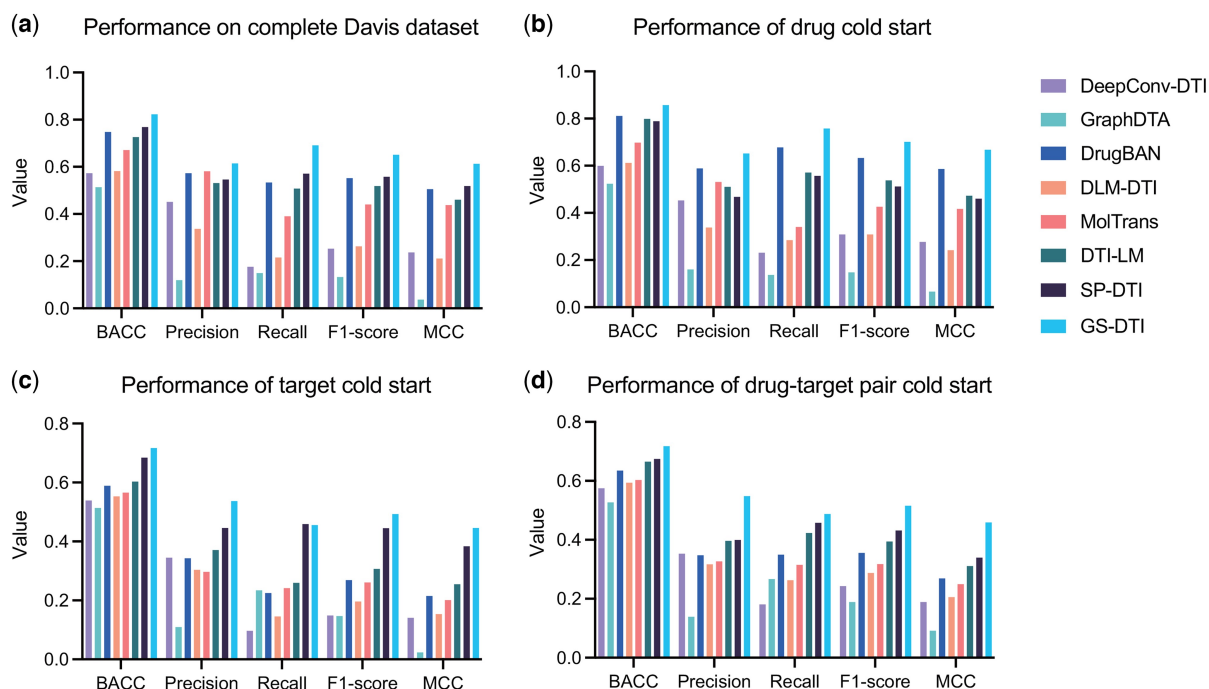 (a) Performance on complete Davis dataset
1.0
0.8
0.6
0.4
0.2
0.0
Value
BACC Precision Recall F1-score MCC
(b) Performance of drug cold start
1.0
0.8
0.6
0.4
0.2
0.0
Value
BACC Precision Recall F1-score MCC
DeepConv-DTI
GraphDTA
DrugBAN
DLM-DTI
MolTrans
DTI-LM
SP-DTI
GS-DTI
(c) Performance of target cold start
0.8
0.6
0.4
0.2
0.0
Value
BACC Precision Recall F1-score MCC
(d) Performance of drug-target pair cold start
0.8
0.6
0.4
0.2
0.0
Value
BACC Precision Recall F1-score MCC